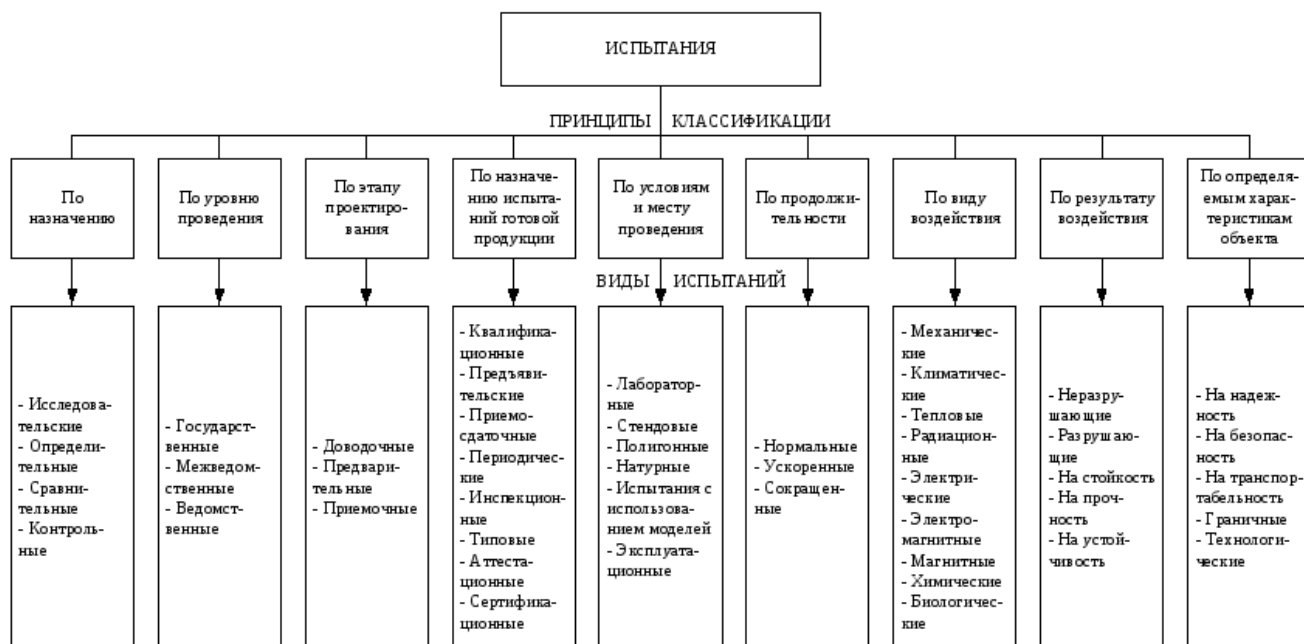 ИСПЫТАНИЯ
ПРИНЦИПЫ КЛАССИФИКАЦИИ
По
назначению
По уровню
проведения
По этапу
проектиро-
вания
По назначе-
нию испыта-
ний готовой
продукции
По условиям
и месту
проведения
По продолжи-
тельности
По виду
воздействия
По результату
воздействия
По определя-
емым харак-
теристикам
объекта
ВИДЫ ИСПЫТАНИЙ
- Исследова-
тельские
- Определи-
тельные
- Сравни-
тельные
- Контроль-
ные
- Государст-
венные
- Межведом-
ственные
- Ведомст-
венные
- Доводочные
- Предвари-
тельные
- Приемочные
- Квалифика-
ционные
- Предъяви-
тельские
- Приемо-
сдаточные
- Периодичес-
кие
- Инспекцион-
ные
- Типовые
- Аттеста-
ционные
- Сертифика-
ционные
- Лаборатор-
ные
- Стендовые
- Полигонные
- Натурные
- Испытания с
использова-
нием моделей
- Эксплуата-
ционные
- Нормальные
- Ускоренные
- Сокращен-
ные
- Механичес-
кие
- Климатичес-
кие
- Тепловые
- Радиацион-
ные
- Электри-
ческие
- Электро-
магнитные
- Магнитные
- Химические
- Биологичес-
кие
- Неразру-
шающие
- Разрушаю-
щие
- На стойкость
- На проч-
ность
- На устой-
чивость
- На надеж-
ность
- На безопас-
ность
- На транспор-
табельность
- Граничные
- Технологи-
ческие